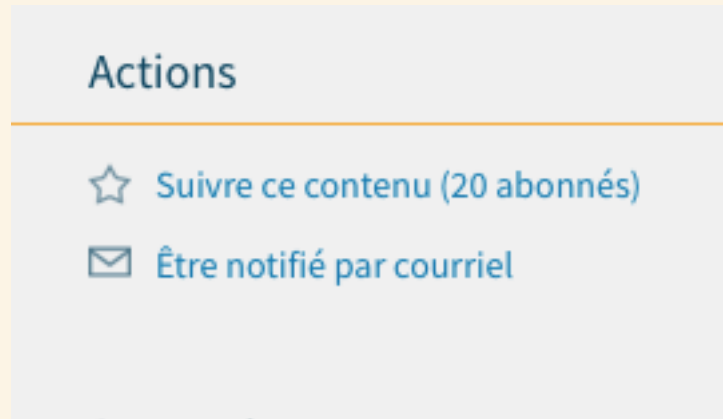 Actions
Suivre ce contenu (20 abonnés)
Être notifié par courriel